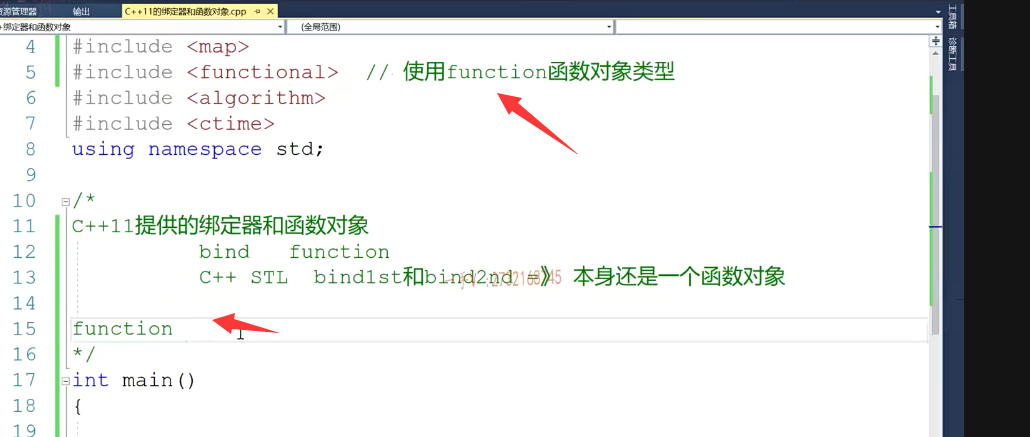 资源管理器 输出 C++11的绑定器和函数对象.cpp
绑定器和函数对象 (全局范围)
4 #include <map>
5 #include <functional> // 使用function函数对象类型
6 #include <algorithm>
7 #include <ctime>
8 using namespace std;
9
10 /*
11 C++11提供的绑定器和函数对象
12 bind function
13 C++ STL bind1st和bind2nd =》 本身还是一个函数对象
14
15 function
16 */
17 int main()
18 {
19
工具箱
诊断工具